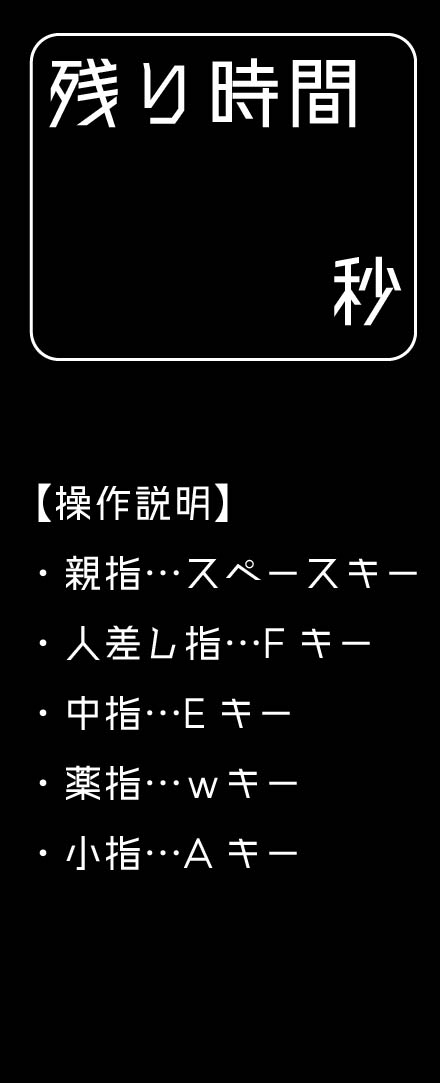 残り時間
秒
【操作説明】
・親指…スペースキー
・人差し指…F キー
・中指…E キー
・薬指…wキー
・小指…A キー